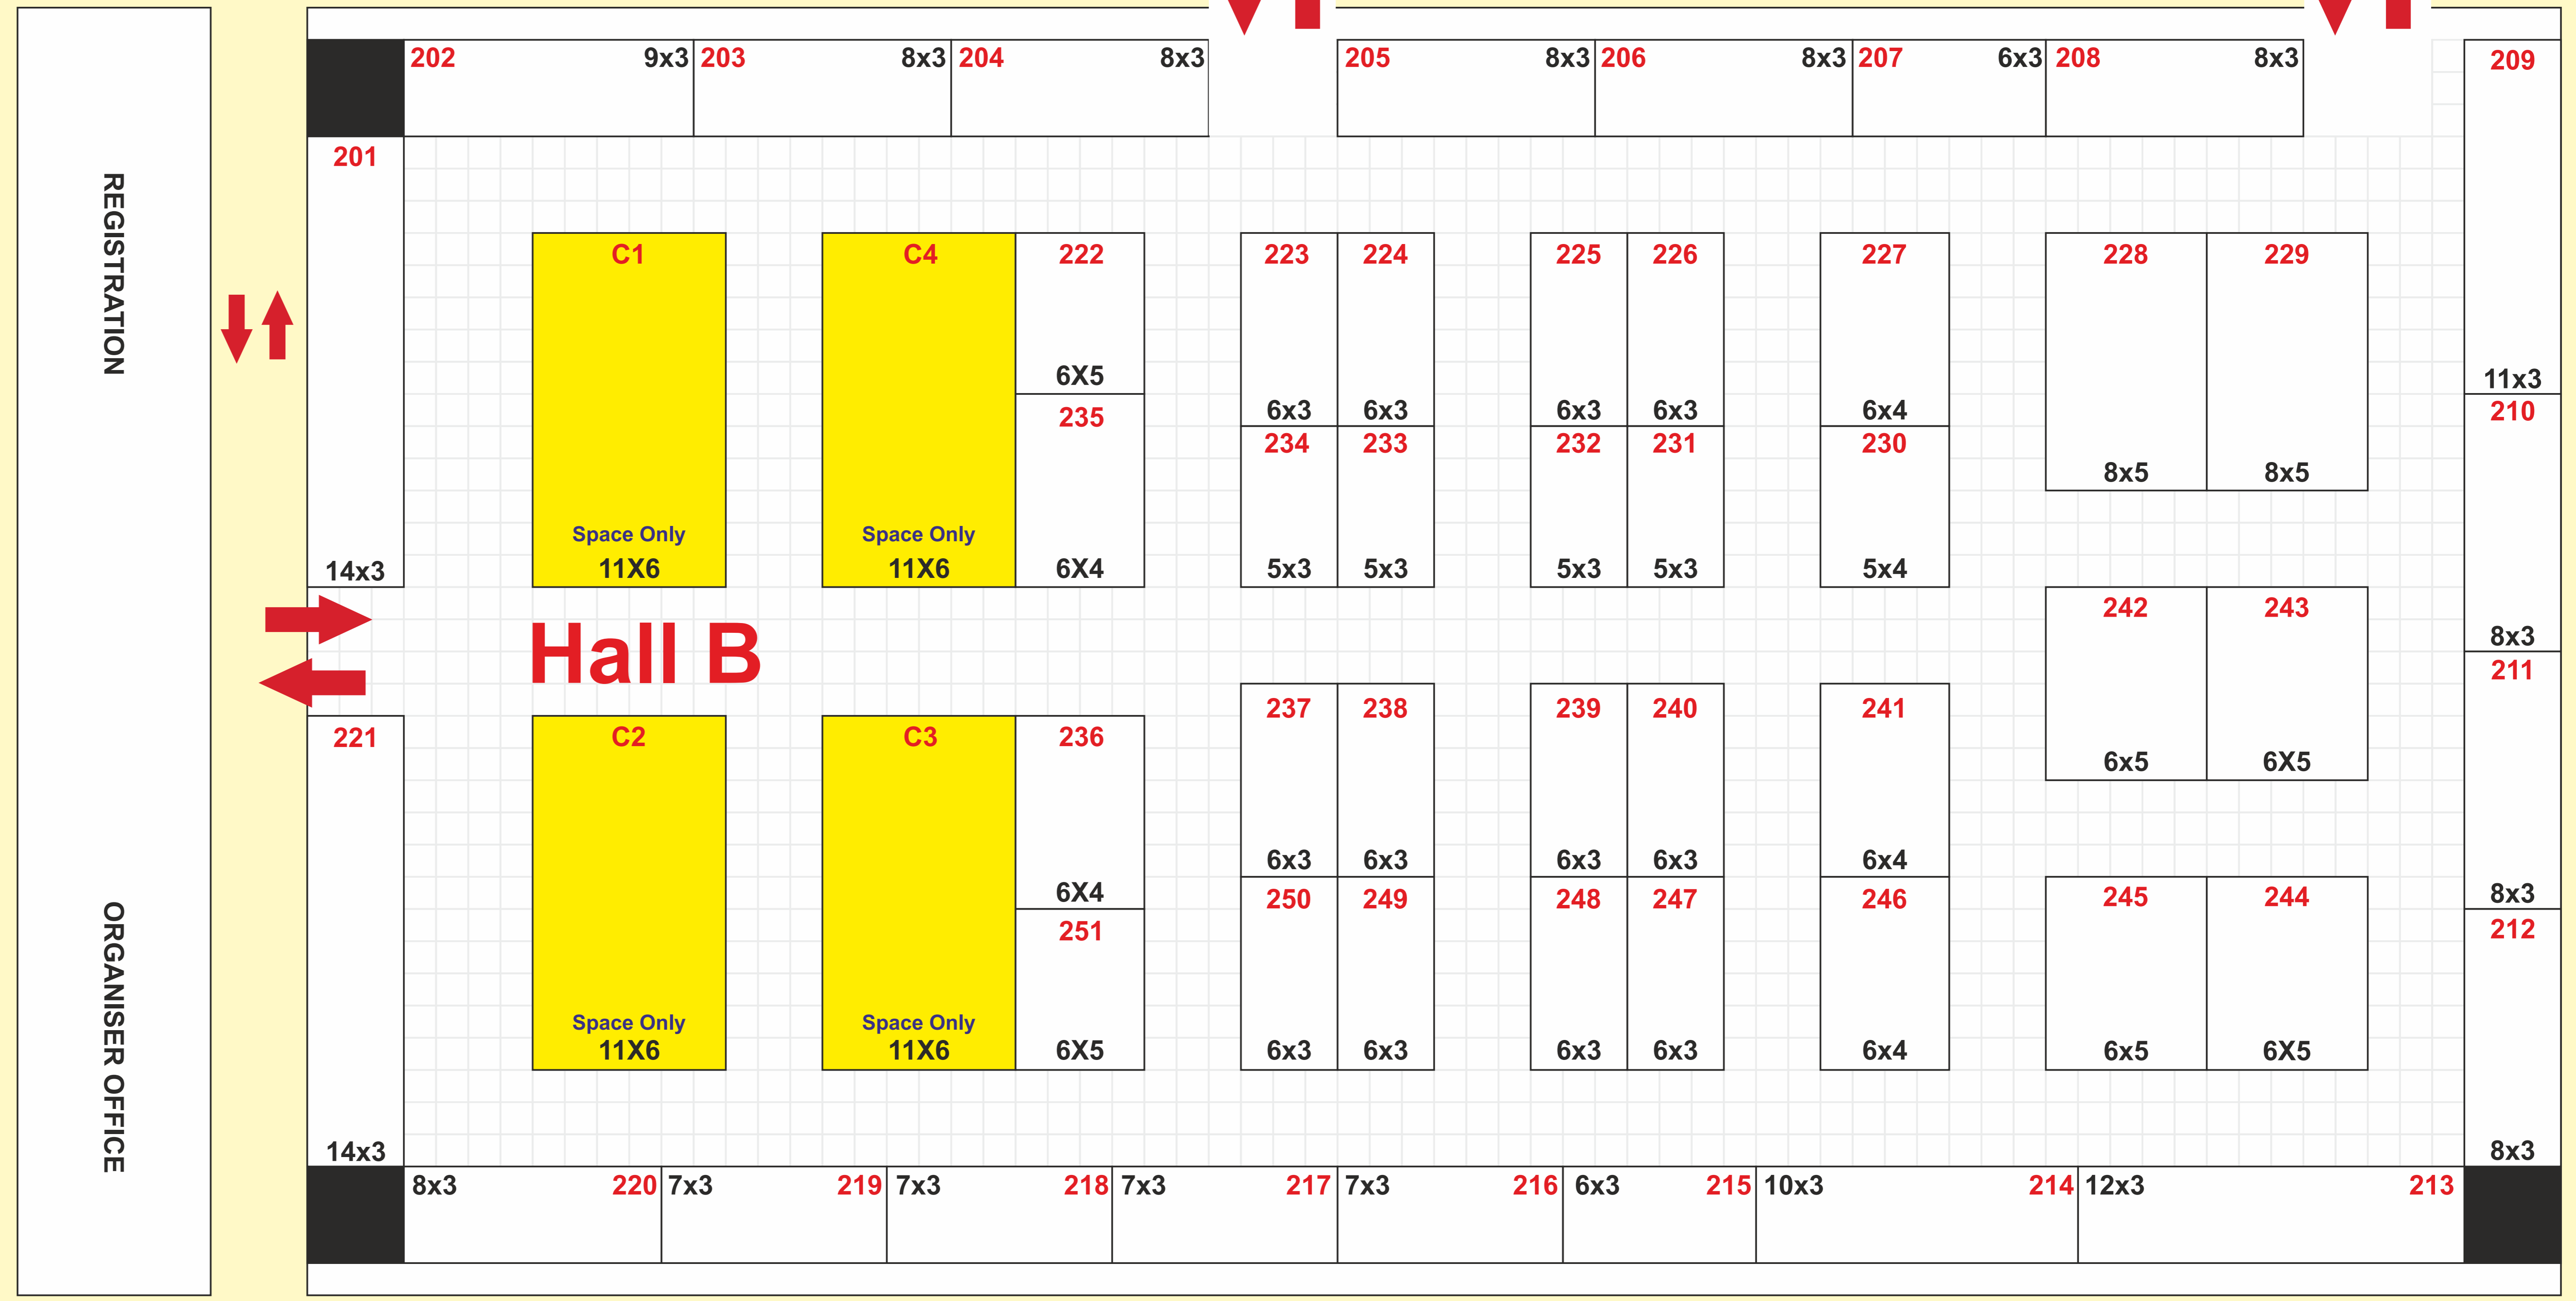 202 9x3 203 8x3 204 8x3 205 8x3 206 8x3 207 6x3 208 8x3 209
201
REGISTRATION
C1 C4 222 223 224 225 226 227 228 229
6X5 11x3
6x3 6x3 6x3 6x3 6x4 210
235
234 233 232 231 230
8x5 8x5
Space Only Space Only
14x3 11X6 11X6 6X4 5x3 5x3 5x3 5x3 5x4
242 243
8x3
Hall B
211
237 238 239 240 241
221 C2 C3 236
6x5 6X5
6x3 6x3 6x3 6x3 6x4
6X4 8x3
250 249 248 247 246 245 244
251 212
ORGANISER OFFICE
Space Only Space Only
11X6 11X6 6X5 6x3 6x3 6x3 6x3 6x4 6x5 6X5
14x3 8x3
8x3 220 7x3 219 7x3 218 7x3 217 7x3 216 6x3 215 10x3 214 12x3 213